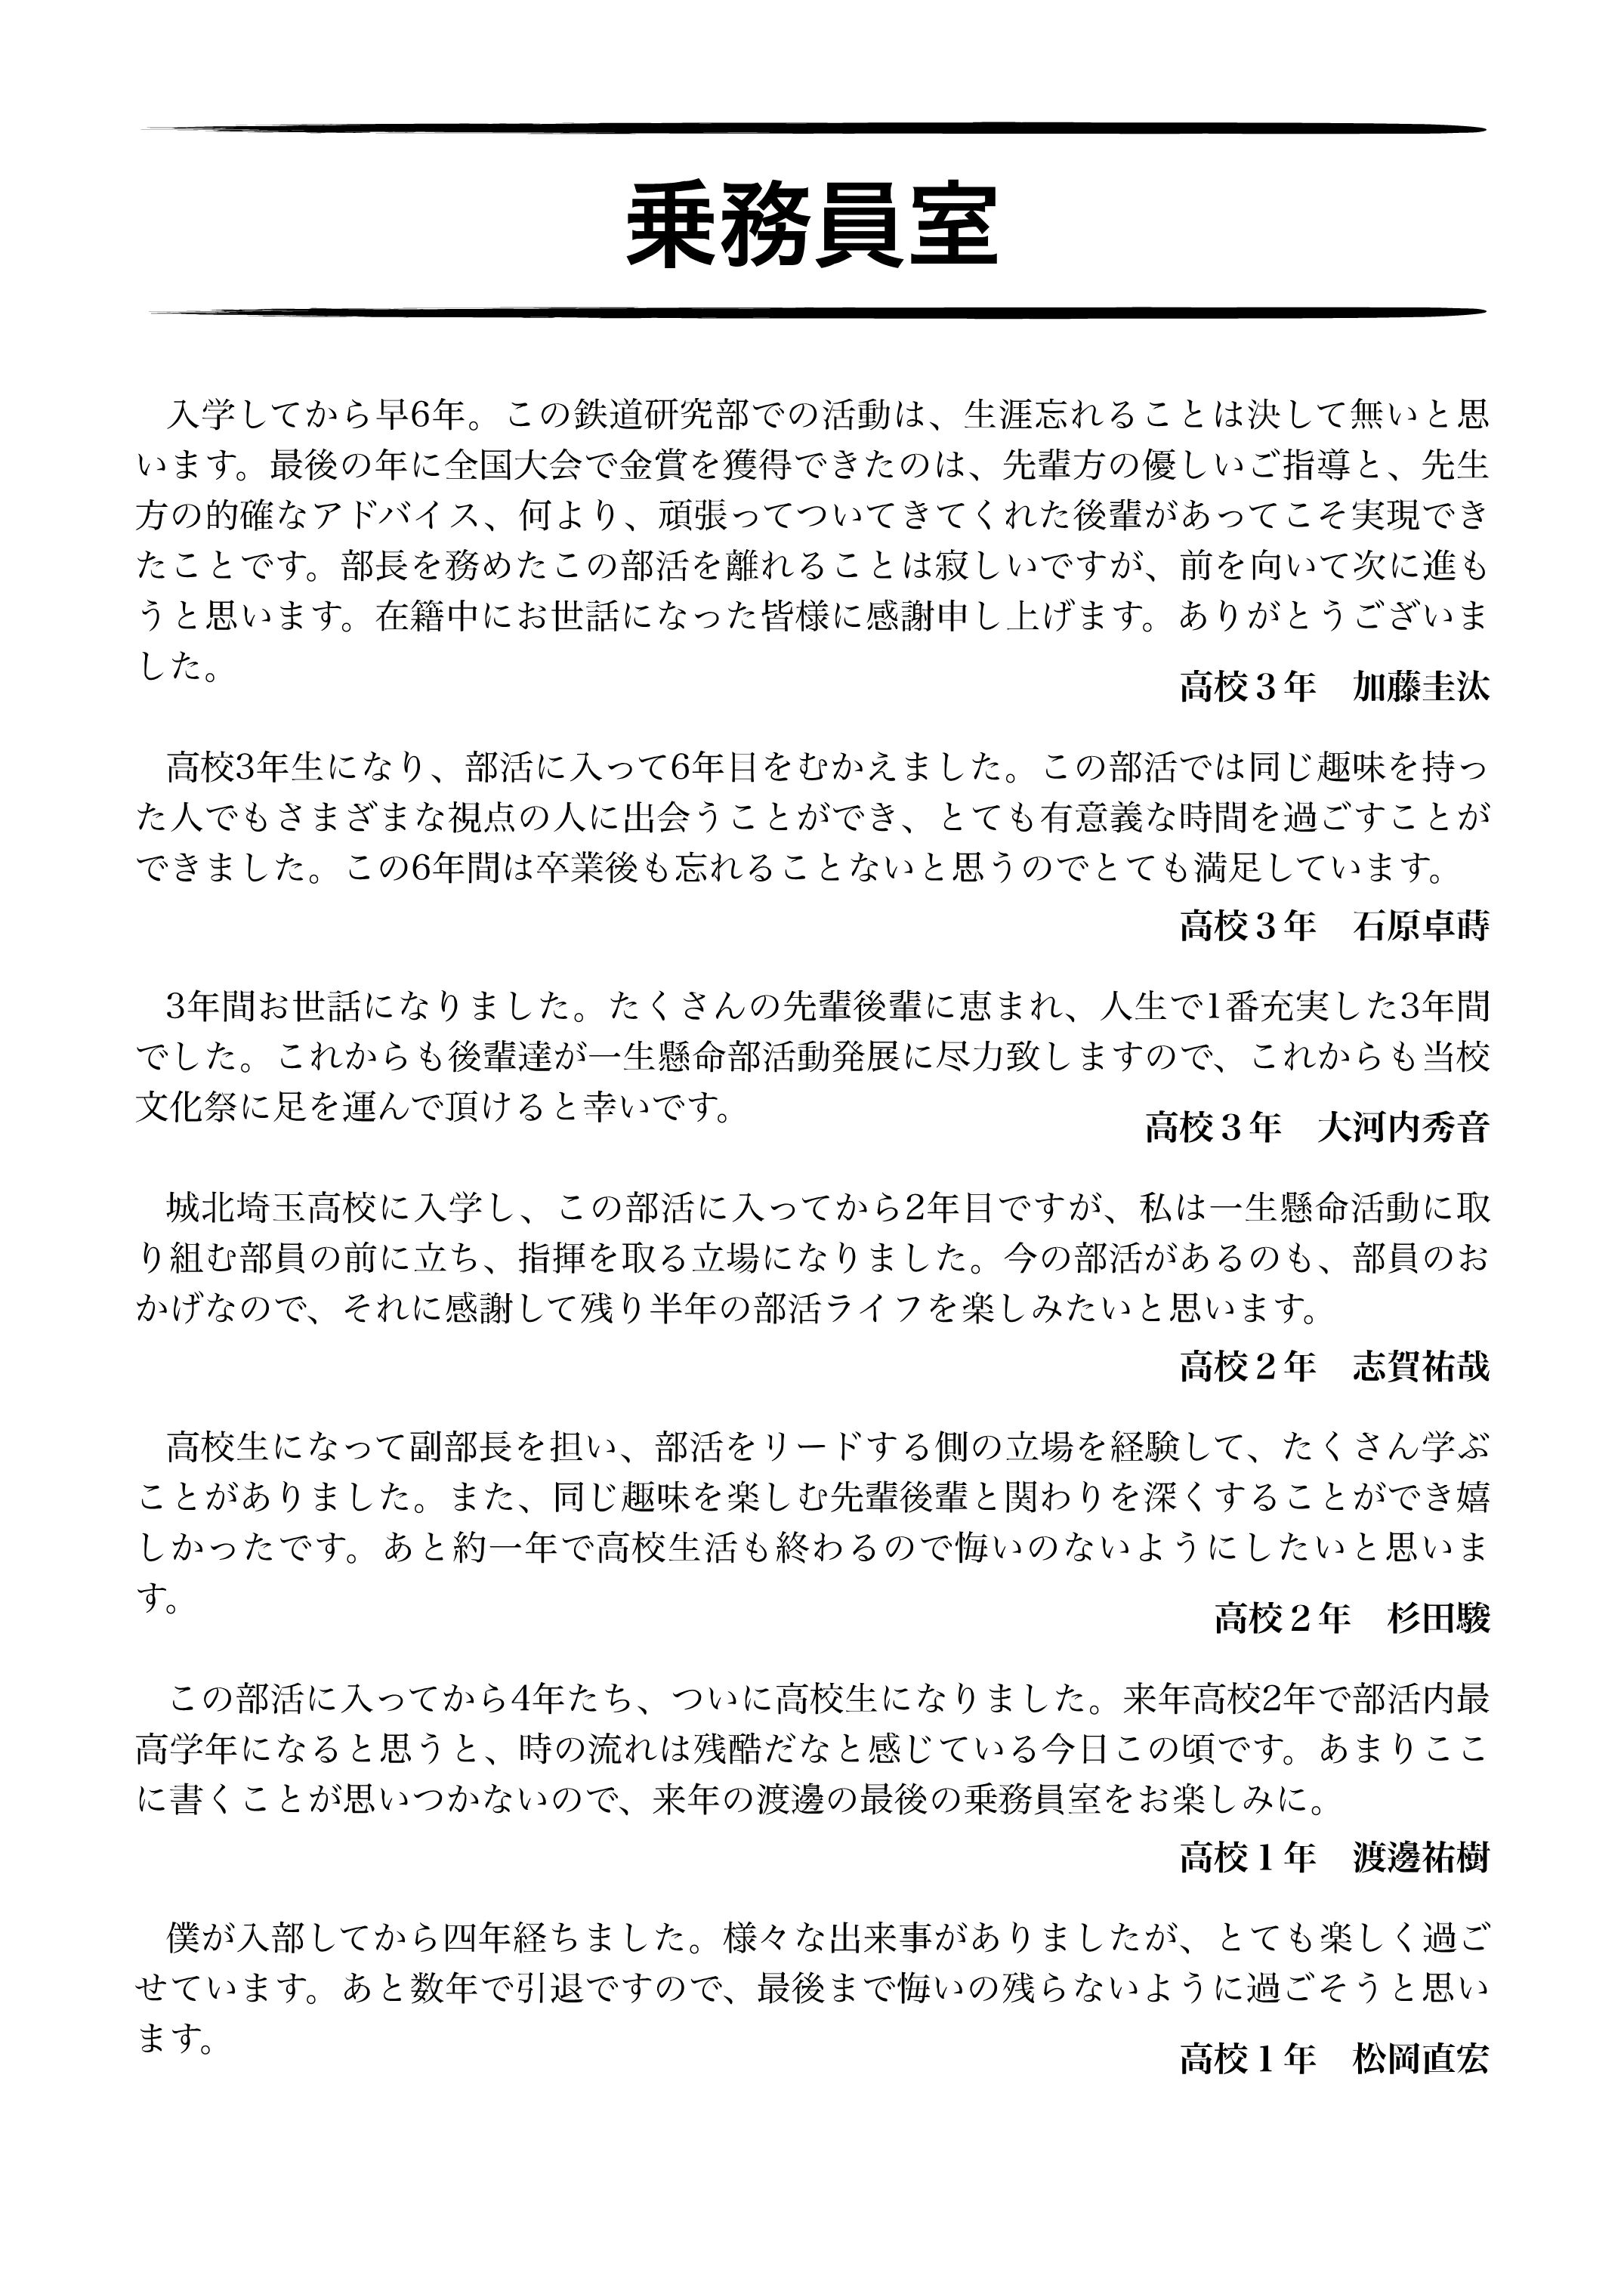 乗務員室
入学してから早6年。この鉄道研究部での活動は、生涯忘れることは決して無いと思
います。最後の年に全国大会で金賞を獲得できたのは、先輩方の優しいご指導と、先生
方の的確なアドバイス、何より、頑張ってついてきてくれた後輩があってこそ実現でき
たことです。部長を務めたこの部活を離れることは寂しいですが、前を向いて次に進も
うと思います。在籍中にお世話になった皆様に感謝申し上げます。ありがとうございま
した。
高校３年　加藤圭汰
高校3年生になり、部活に入って6年目をむかえました。この部活では同じ趣味を持っ
た人でもさまざまな視点の人に出会うことができ、とても有意義な時間を過ごすことが
できました。この6年間は卒業後も忘れることないと思うのでとても満足しています。
高校３年　石原卓蒔
3年間お世話になりました。たくさんの先輩後輩に恵まれ、人生で1番充実した3年間
でした。これからも後輩達が一生懸命部活動発展に尽力致しますので、これからも当校
文化祭に足を運んで頂けると幸いです。
高校３年　大河内秀音
城北埼玉高校に入学し、この部活に入ってから2年目ですが、私は一生懸命活動に取
り組む部員の前に立ち、指揮を取る立場になりました。今の部活があるのも、部員のお
かげなので、それに感謝して残り半年の部活ライフを楽しみたいと思います。
高校２年　志賀祐哉
高校生になって副部長を担い、部活をリードする側の立場を経験して、たくさん学ぶ
ことがありました。また、同じ趣味を楽しむ先輩後輩と関わりを深くすることができ嬉
しかったです。あと約一年で高校生活も終わるので悔いのないようにしたいと思いま
す。
高校２年　杉田駿
この部活に入ってから4年たち、ついに高校生になりました。来年高校2年で部活内最
高学年になると思うと、時の流れは残酷だなと感じている今日この頃です。あまりここ
に書くことが思いつかないので、来年の渡邊の最後の乗務員室をお楽しみに。
高校１年　渡邊祐樹
僕が入部してから四年経ちました。様々な出来事がありましたが、とても楽しく過ご
せています。あと数年で引退ですので、最後まで悔いの残らないように過ごそうと思い
ます。
高校１年　松岡直宏